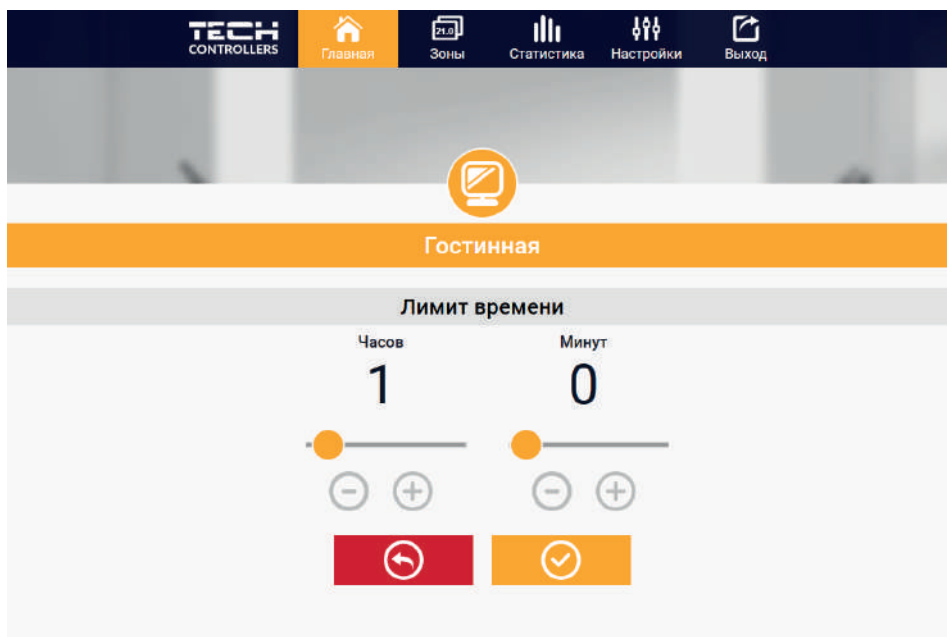 TECH
CONTROLLERS
Главная
21.0
Зоны
Статистика
Настройки
Выход
Гостинная
Лимит времени
Часов
Минут
1
0